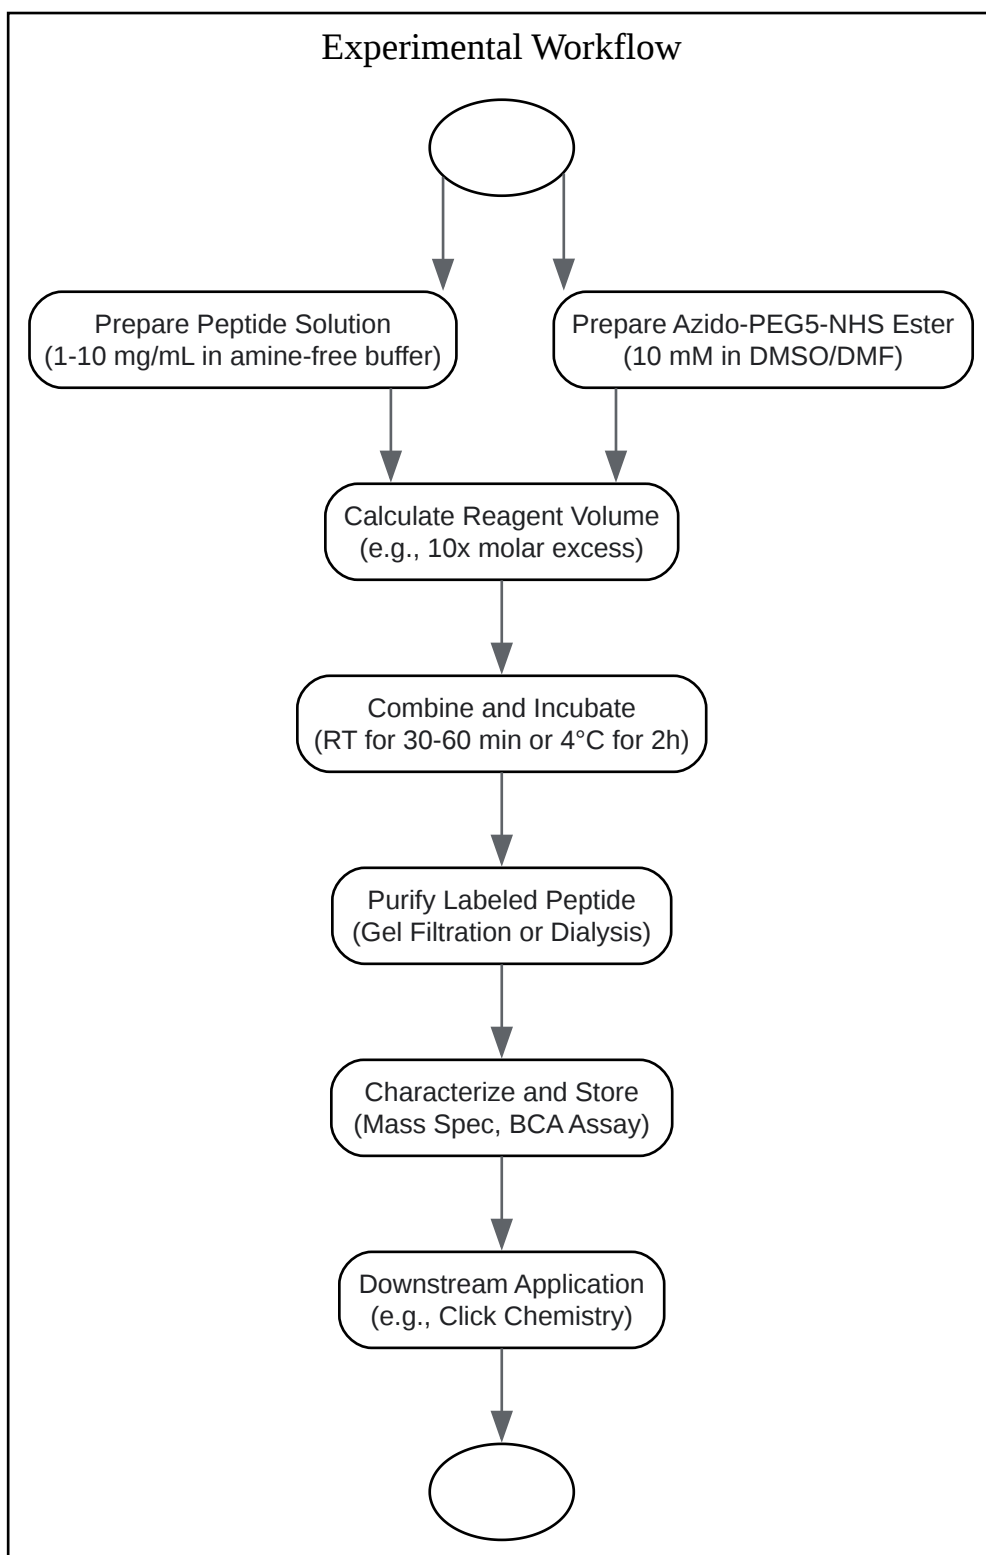 Experimental Workflow
Prepare Peptide Solution
(1-10 mg/mL in amine-free buffer)
Prepare Azido-PEG5-NHS Ester
(10 mM in DMSO/DMF)
Calculate Reagent Volume
(e.g., 10x molar excess)
Combine and Incubate
(RT for 30-60 min or 4°C for 2h)
Purify Labeled Peptide
(Gel Filtration or Dialysis)
Characterize and Store
(Mass Spec, BCA Assay)
Downstream Application
(e.g., Click Chemistry)